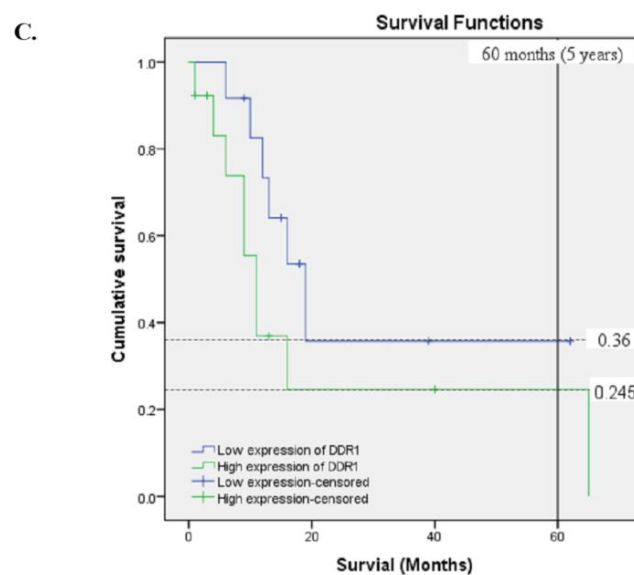 C.
Survival Functions
60 months (5 years)
1.0
0.8
0.6
0.4
0.2
0.0
Cumulative survival
0.36
0.245
Low expression of DDR1
High expression of DDR1
Low expression-censored
High expression-censored
0
20
40
60
Survial (Months)